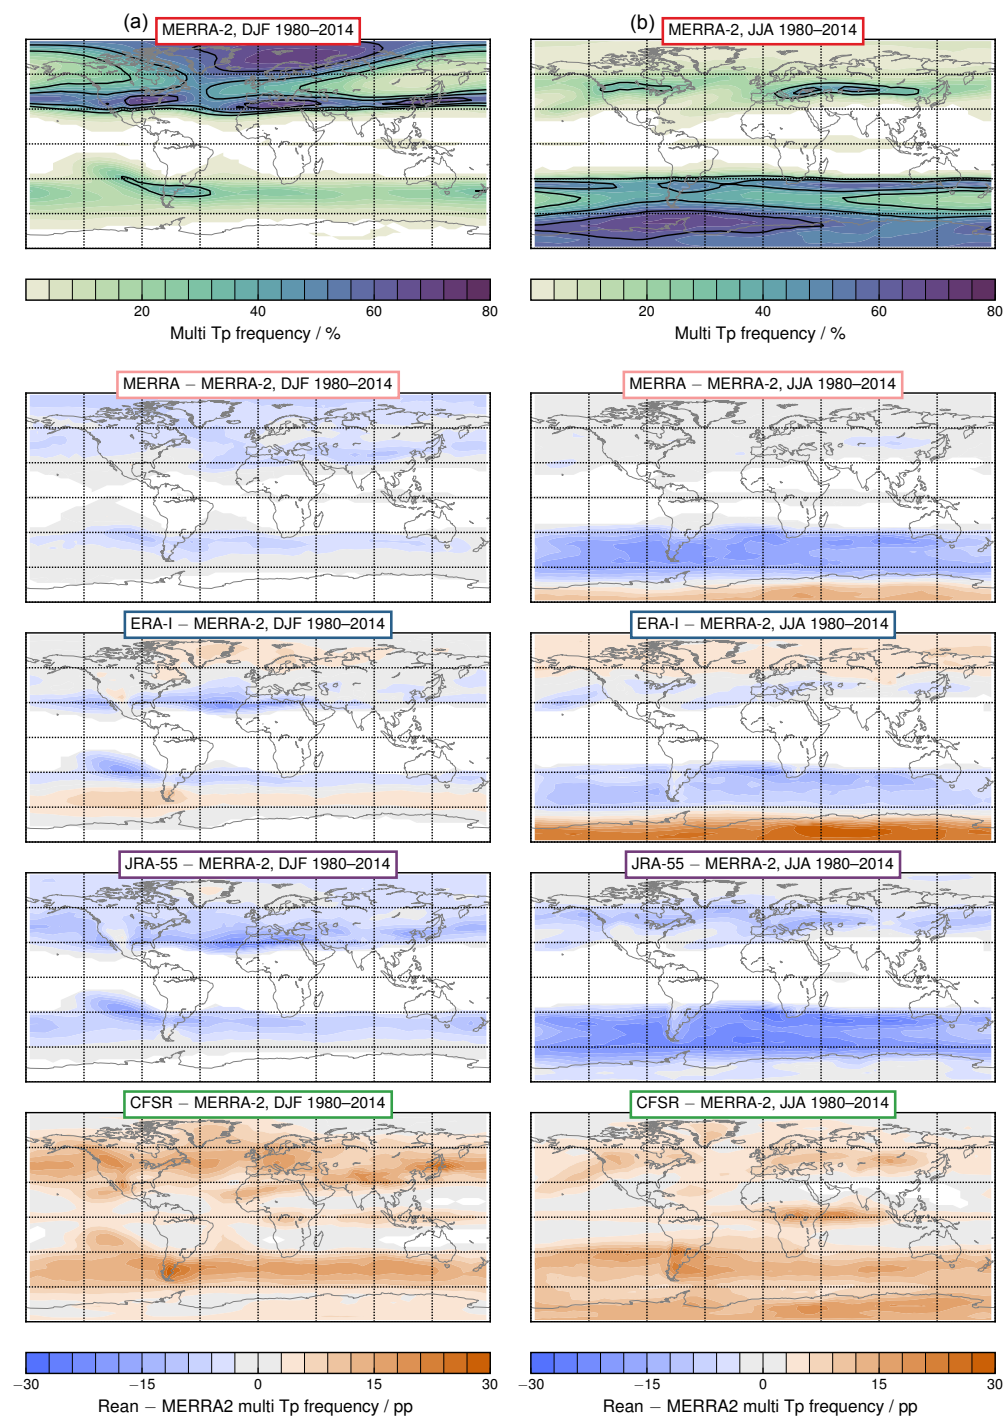 (a)
MERRA-2, DJF 1980–2014
(b)
MERRA-2, JJA 1980–2014
20 40 60 80
Multi Tp frequency / %
20 40 60 80
Multi Tp frequency / %
MERRA − MERRA-2, DJF 1980–2014
MERRA − MERRA-2, JJA 1980–2014
ERA-I − MERRA-2, DJF 1980–2014
ERA-I − MERRA-2, JJA 1980–2014
JRA-55 − MERRA-2, DJF 1980–2014
JRA-55 − MERRA-2, JJA 1980–2014
CFSR − MERRA-2, DJF 1980–2014
CFSR − MERRA-2, JJA 1980–2014
−30 −15 0 15 30
Rean − MERRA2 multi Tp frequency / pp
−30 −15 0 15 30
Rean − MERRA2 multi Tp frequency / pp